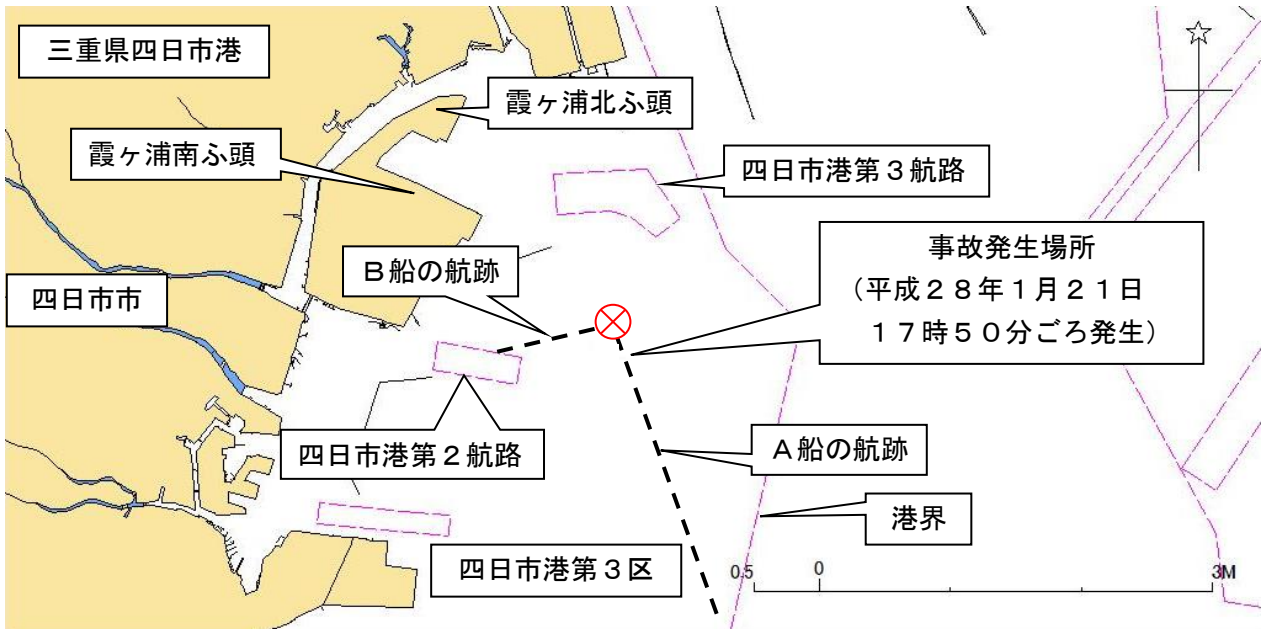 三重県四日市港
霞ヶ浦北ふ頭
霞ヶ浦南ふ頭
四日市港第３航路
B船の航跡
事故発生場所
（平成２８年１月２１日
１７時５０分ごろ発生）
四日市市
四日市港第２航路
A船の航跡
港界
四日市港第３区
0.5 0 3M